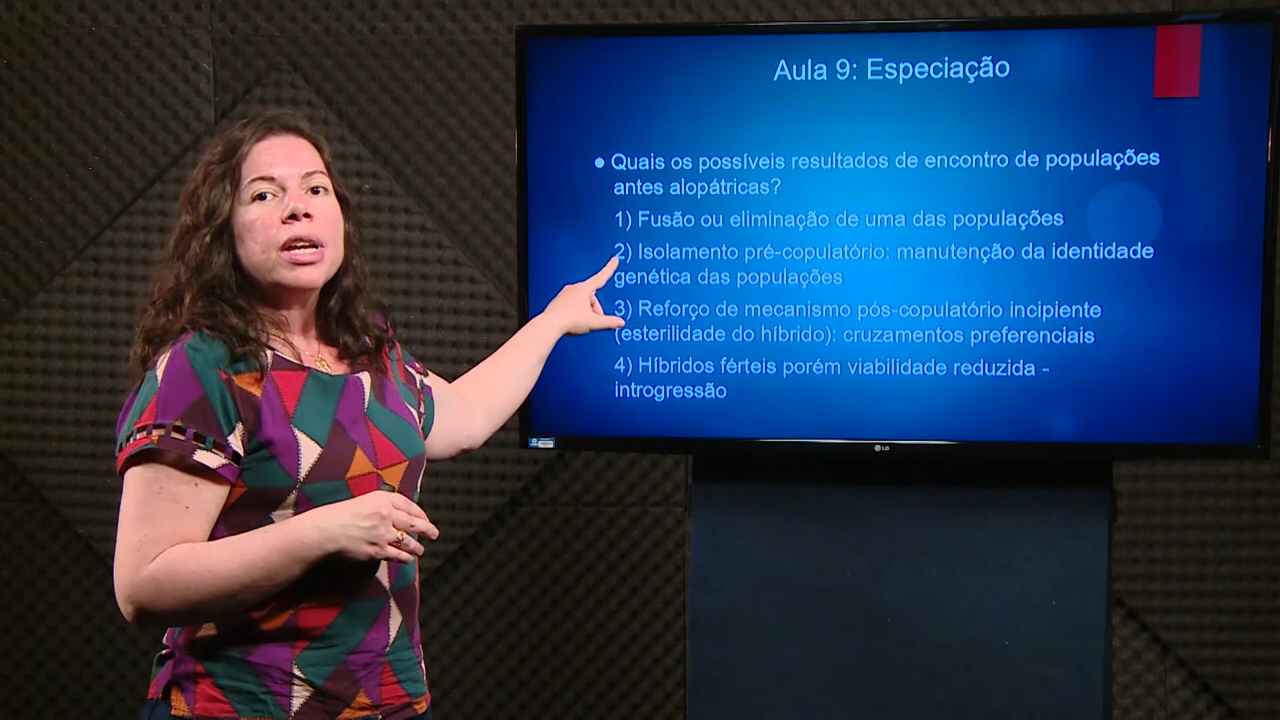 Aula 9: Especiação
● Quais os possíveis resultados de encontro de populações
antes alopátricas?
1) Fusão ou eliminação de uma das populações
2) Isolamento pré-copulatório: manutenção da identidade
genética das populações
3) Reforço de mecanismo pós-copulatório incipiente
(esterilidade do híbrido): cruzamentos preferenciais
4) Híbridos férteis porém viabilidade reduzida -
introgressão
LG